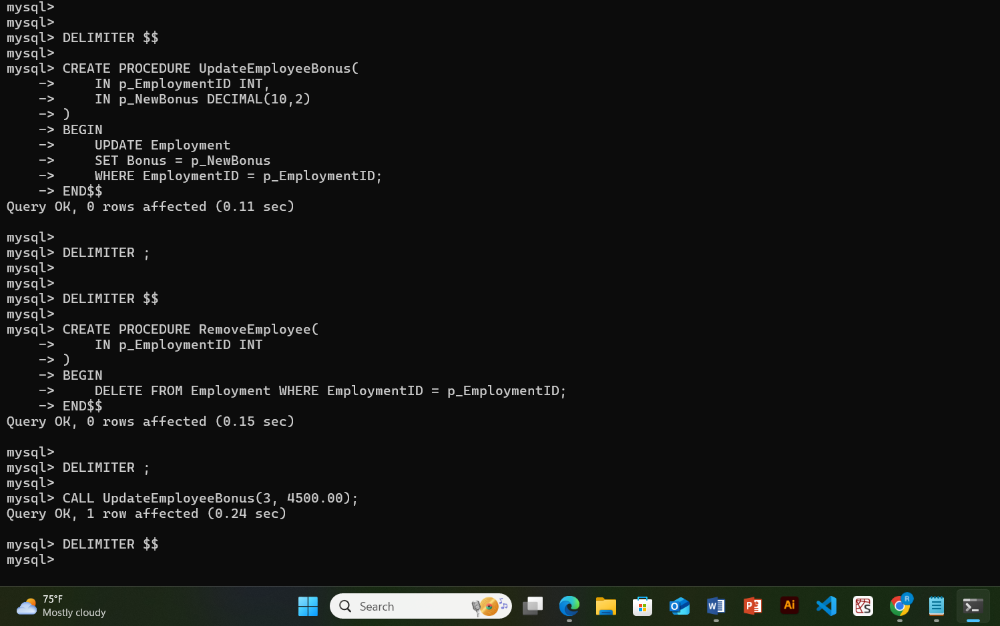 mysql>
mysql>
mysql> DELIMITER $$
mysql>
mysql> CREATE PROCEDURE UpdateEmployeeBonus(
    ->     IN p_EmploymentID INT,
    ->     IN p_NewBonus DECIMAL(10,2)
    -> )
    -> BEGIN
    ->     UPDATE Employment
    ->     SET Bonus = p_NewBonus
    ->     WHERE EmploymentID = p_EmploymentID;
    -> END$$
Query OK, 0 rows affected (0.11 sec)

mysql>
mysql> DELIMITER ;
mysql>
mysql>
mysql> DELIMITER $$
mysql>
mysql> CREATE PROCEDURE RemoveEmployee(
    ->     IN p_EmploymentID INT
    -> )
    -> BEGIN
    ->     DELETE FROM Employment WHERE EmploymentID = p_EmploymentID;
    -> END$$
Query OK, 0 rows affected (0.15 sec)

mysql>
mysql> DELIMITER ;
mysql>
mysql> CALL UpdateEmployeeBonus(3, 4500.00);
Query OK, 1 row affected (0.24 sec)

mysql> DELIMITER $$
mysql>
75°F
Mostly cloudy
Search
O
W
P
Ai
KS
R